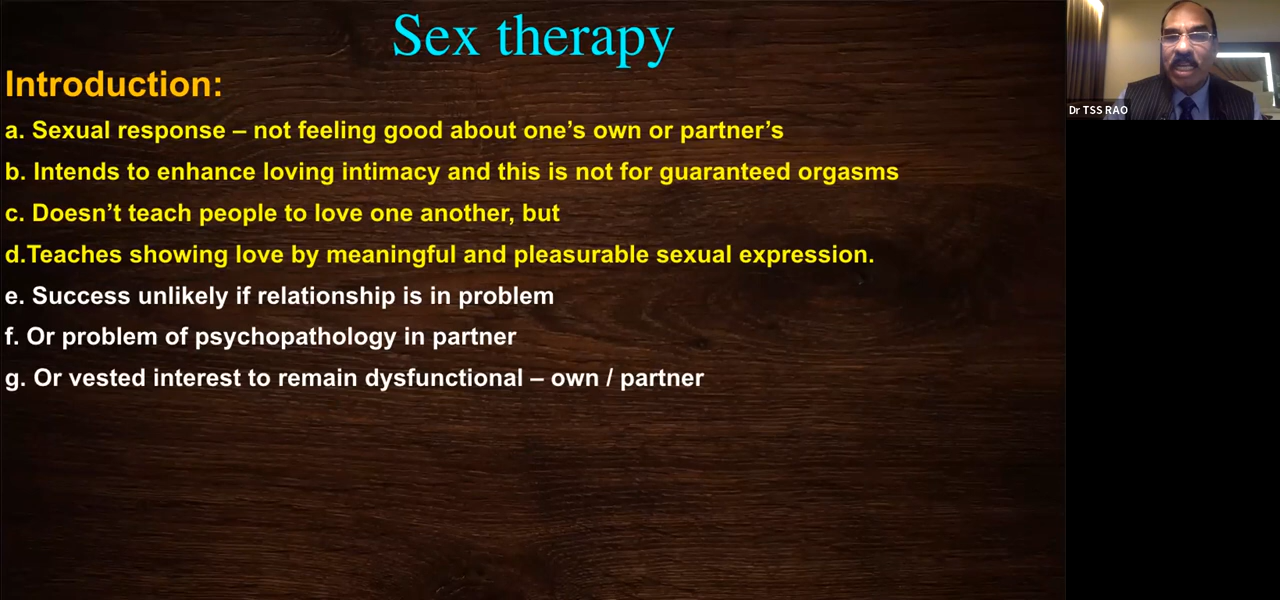 Sex therapy
Introduction:
a. Sexual response – not feeling good about one’s own or partner’s
b. Intends to enhance loving intimacy and this is not for guaranteed orgasms
c. Doesn’t teach people to love one another, but
d.Teaches showing love by meaningful and pleasurable sexual expression.
e. Success unlikely if relationship is in problem
f. Or problem of psychopathology in partner
g. Or vested interest to remain dysfunctional – own / partner
Dr TSS RAO